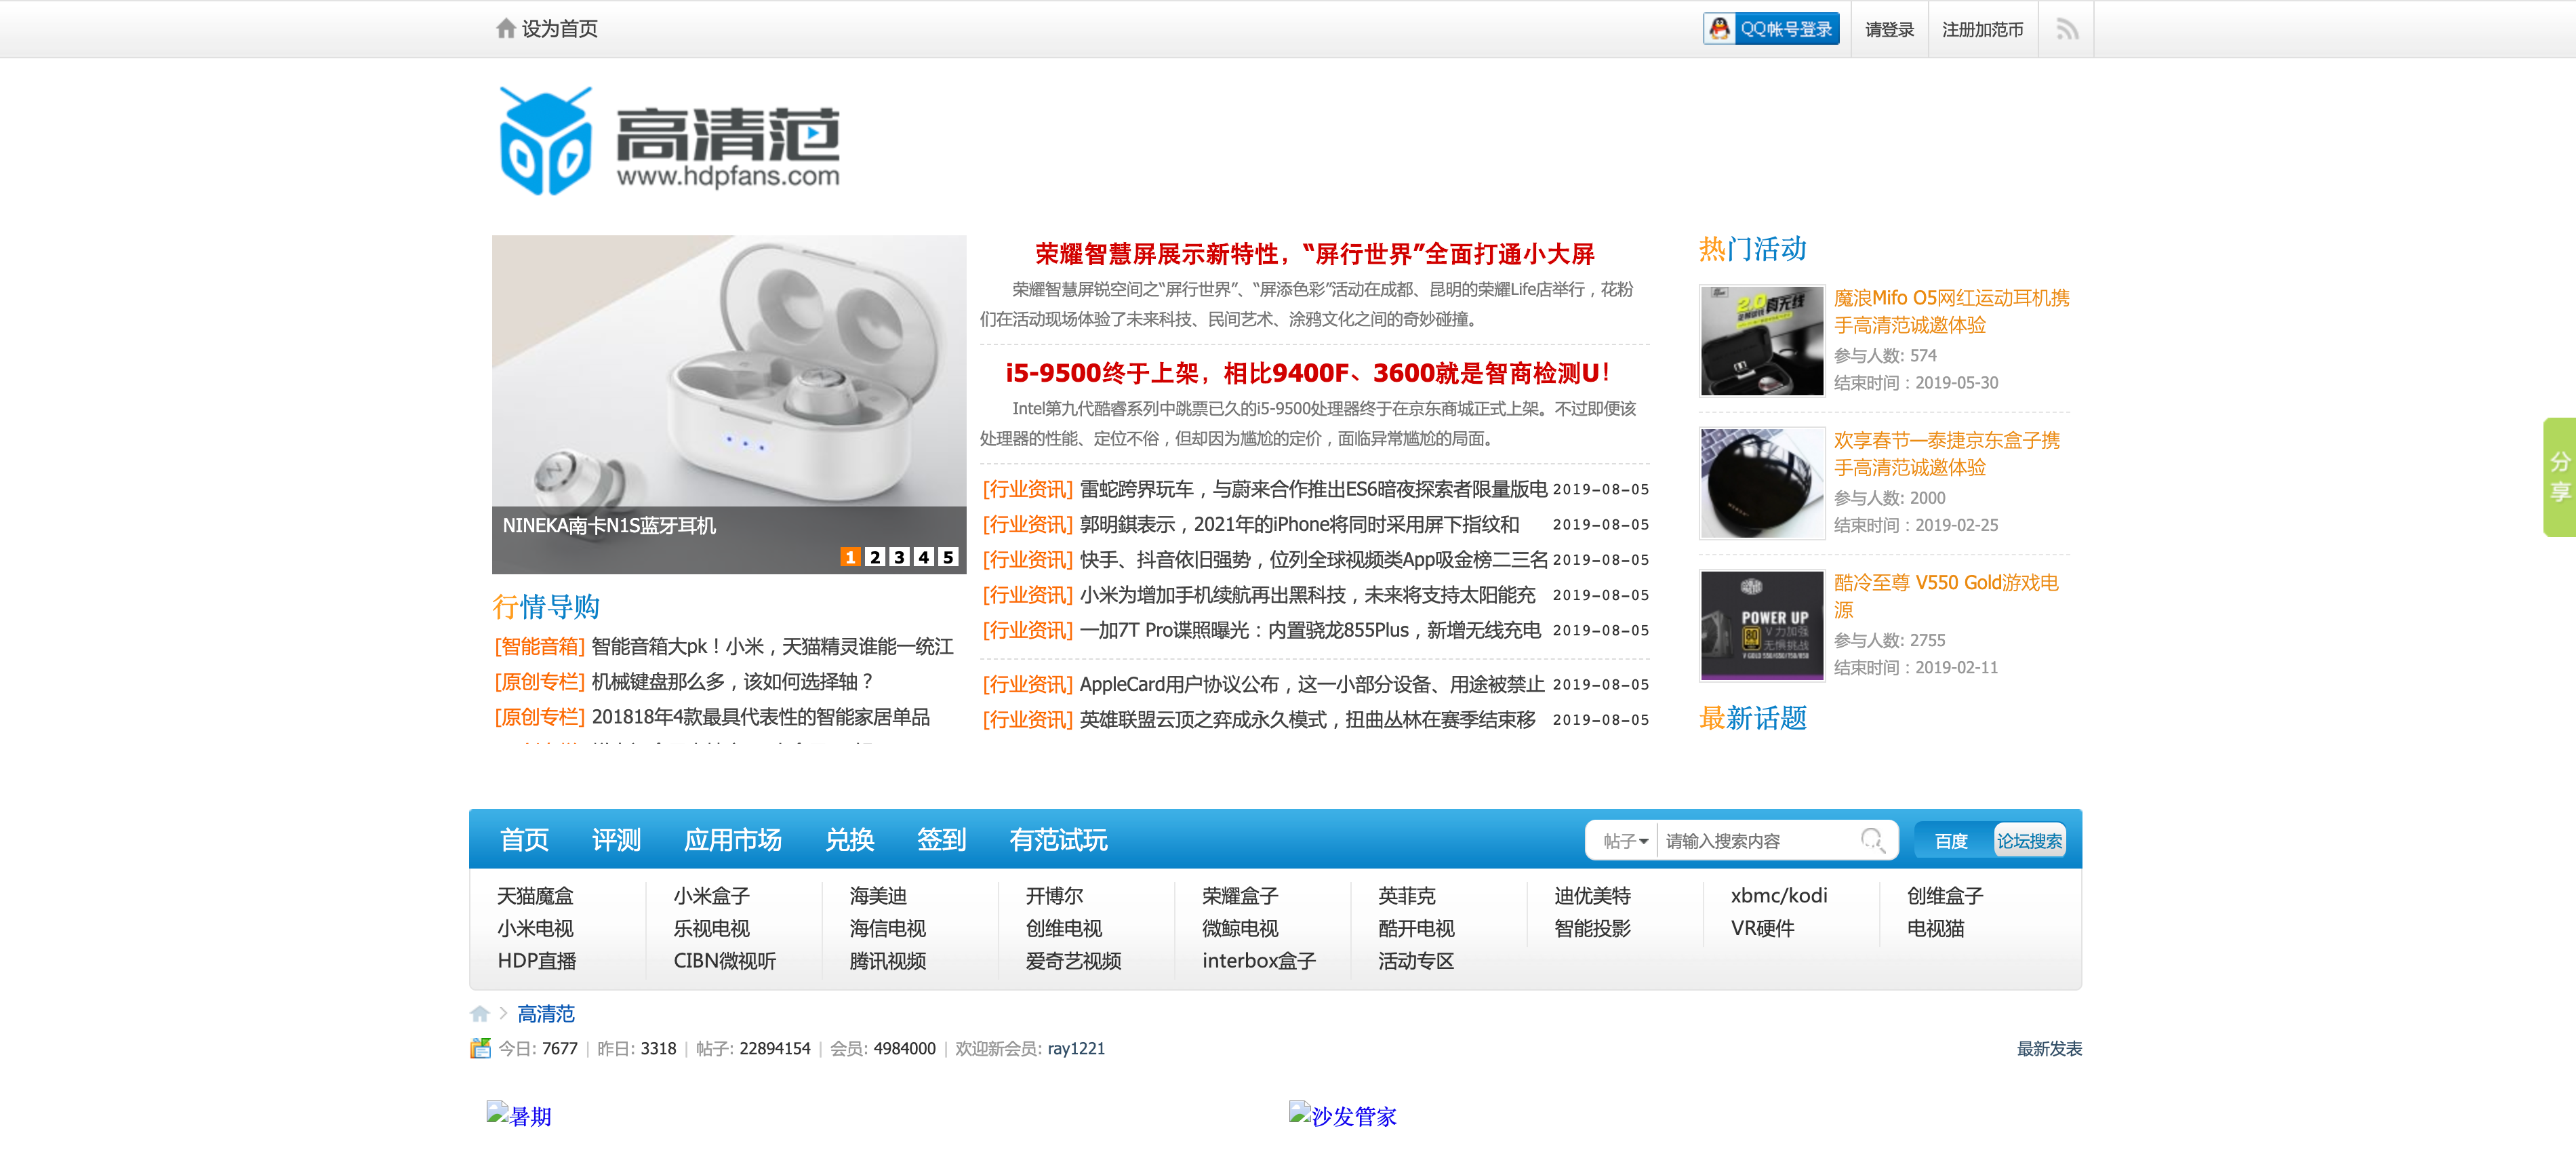 设为首页
QQ帐号登录
请登录
注册加范币
高清范
www.hdpfans.com
NINEKA南卡N1S蓝牙耳机
1 2 3 4 5
行情导购
[智能音箱] 智能音箱大pk！小米，天猫精灵谁能一统江
[原创专栏] 机械键盘那么多，该如何选择轴？
[原创专栏] 201818年4款最具代表性的智能家居单品
荣耀智慧屏展示新特性，“屏行世界”全面打通小大屏
荣耀智慧屏锐空间之“屏行世界”、“屏添色彩”活动在成都、昆明的荣耀Life店举行，花粉
们在活动现场体验了未来科技、民间艺术、涂鸦文化之间的奇妙碰撞。
i5-9500终于上架，相比9400F、3600就是智商检测U！
Intel第九代酷睿系列中跳票已久的i5-9500处理器终于在京东商城正式上架。不过即便该
处理器的性能、定位不俗，但却因为尴尬的定价，面临异常尴尬的局面。
[行业资讯] 雷蛇跨界玩车，与蔚来合作推出ES6暗夜探索者限量版电 2019-08-05
[行业资讯] 郭明錤表示，2021年的iPhone将同时采用屏下指纹和 2019-08-05
[行业资讯] 快手、抖音依旧强势，位列全球视频类App吸金榜二三名 2019-08-05
[行业资讯] 小米为增加手机续航再出黑科技，未来将支持太阳能充 2019-08-05
[行业资讯] 一加7T Pro谍照曝光：内置骁龙855Plus，新增无线充电 2019-08-05
[行业资讯] AppleCard用户协议公布，这一小部分设备、用途被禁止 2019-08-05
[行业资讯] 英雄联盟云顶之弈成永久模式，扭曲丛林在赛季结束移 2019-08-05
热门活动
2.0真无线
魔浪Mifo O5网红运动耳机携
手高清范诚邀体验
参与人数: 574
结束时间：2019-05-30
欢享春节—泰捷京东盒子携
手高清范诚邀体验
参与人数: 2000
结束时间：2019-02-25
POWER UP
V 力加强
无惧挑战
酷冷至尊 V550 Gold游戏电
源
参与人数: 2755
结束时间：2019-02-11
最新话题
分享
首页 评测 应用市场 兑换 签到 有范试玩
帖子 请输入搜索内容 百度 论坛搜索
天猫魔盒 小米盒子 海美迪 开博尔 荣耀盒子 英菲克 迪优美特 xbmc/kodi 创维盒子
小米电视 乐视电视 海信电视 创维电视 微鲸电视 酷开电视 智能投影 VR硬件 电视猫
HDP直播 CIBN微视听 腾讯视频 爱奇艺视频 interbox盒子 活动专区
高清范
今日: 7677 | 昨日: 3318 | 帖子: 22894154 | 会员: 4984000 | 欢迎新会员: ray1221
最新发表
暑期
沙发管家